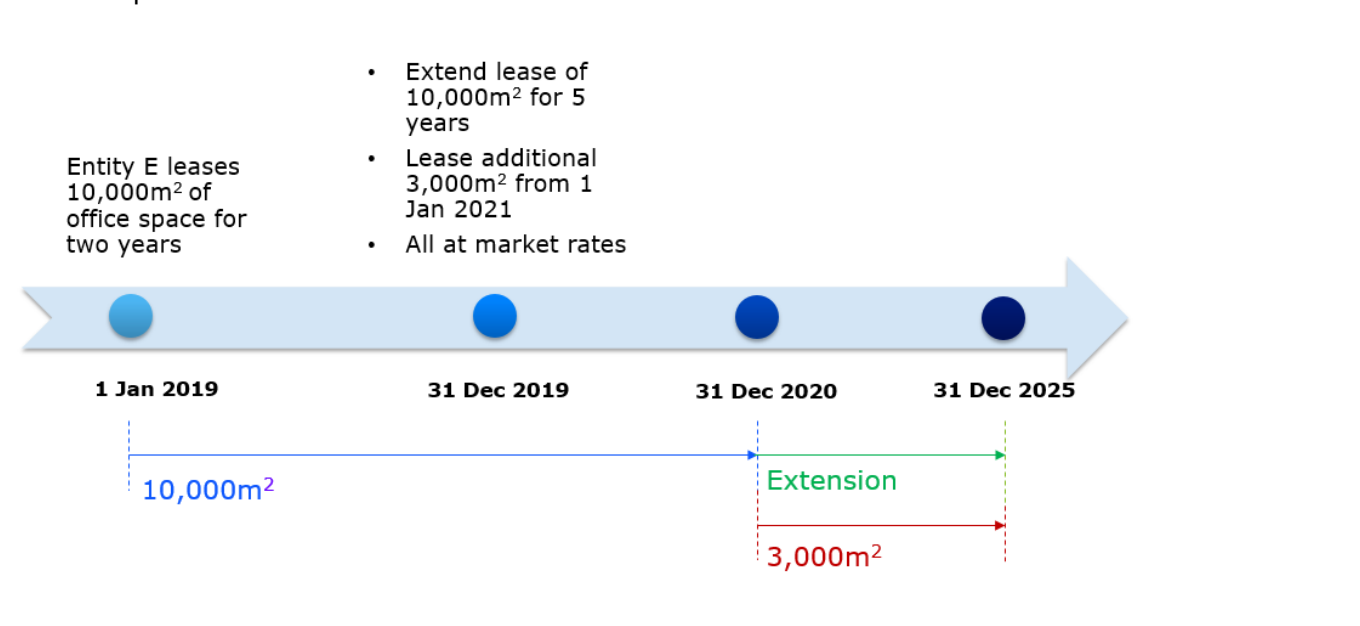 Entity E leases
10,000m² of
office space for
two years
• Extend lease of
10,000m² for 5
years
• Lease additional
3,000m² from 1
Jan 2021
• All at market rates
1 Jan 2019
31 Dec 2019
31 Dec 2020
31 Dec 2025
10,000m²
Extension
3,000m²